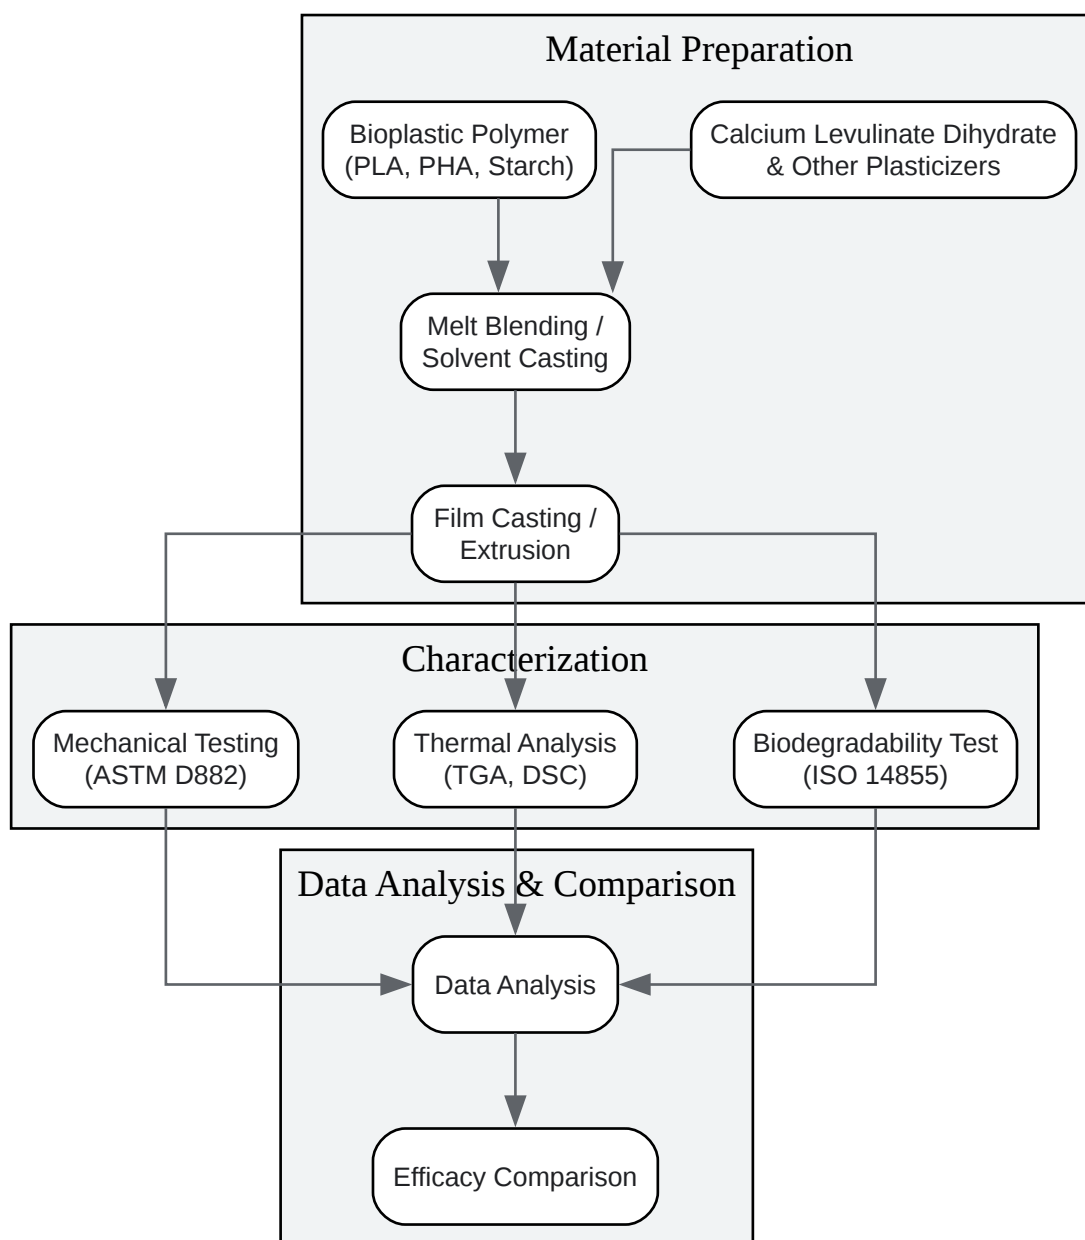 Material Preparation
Bioplastic Polymer
(PLA, PHA, Starch)
Calcium Levulinate Dihydrate
& Other Plasticizers
Melt Blending /
Solvent Casting
Film Casting /
Extrusion
Characterization
Mechanical Testing
(ASTM D882)
Thermal Analysis
(TGA, DSC)
Biodegradability Test
(ISO 14855)
Data Analysis & Comparison
Data Analysis
Efficacy Comparison